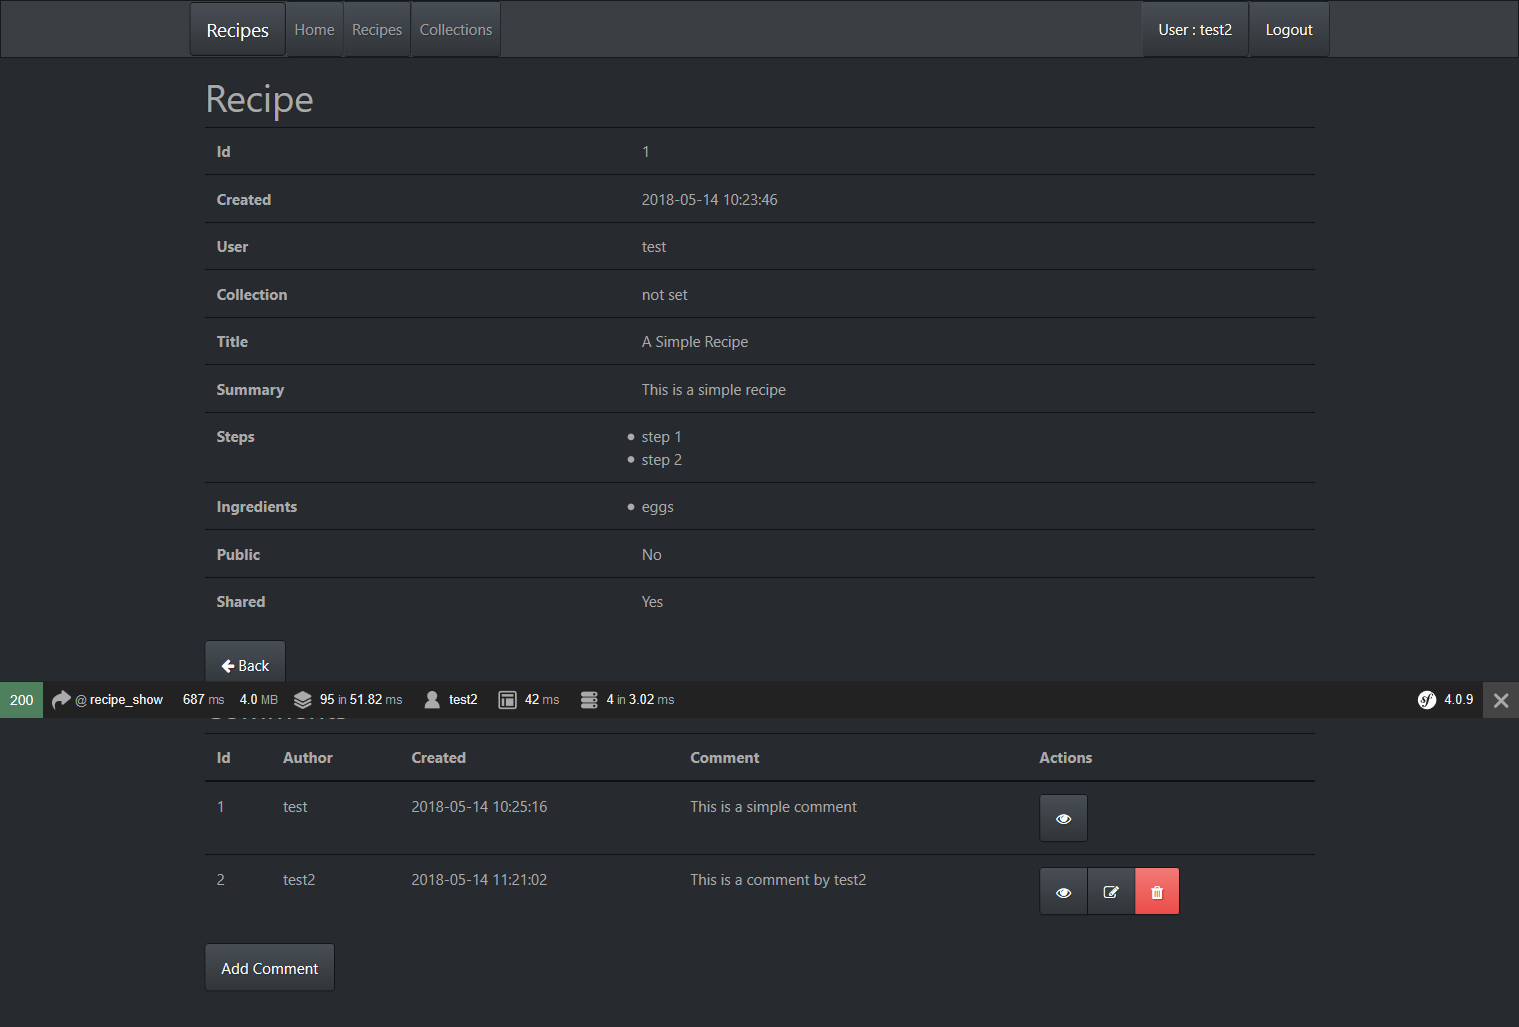 Recipes Home Recipes Collections User : test2 Logout
Recipe
Id 1
Created 2018-05-14 10:23:46
User test
Collection not set
Title A Simple Recipe
Summary This is a simple recipe
Steps step 1
step 2
Ingredients eggs
Public No
Shared Yes
Back
200 @ recipe_show 687 ms 4.0 MB 95 in 51.82 ms test2 42 ms 4 in 3.02 ms sf 4.0.9
Id Author Created Comment Actions
1 test 2018-05-14 10:25:16 This is a simple comment
2 test2 2018-05-14 11:21:02 This is a comment by test2
Add Comment